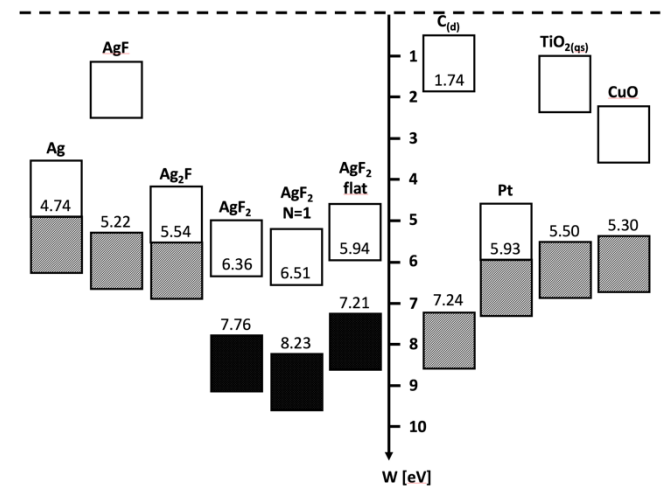 C(d)
AgF
TiO2(qs)
1
1.74
2
CuO
3
Ag
Ag2F
AgF2
flat
4
AgF2
N=1
Pt
AgF2
4.74
5.22
5.54
5
5.50
5.30
5.94
5.93
6.36
6.51
6
7.21
7
7.24
7.76
8.23
8
9
10
W [eV]